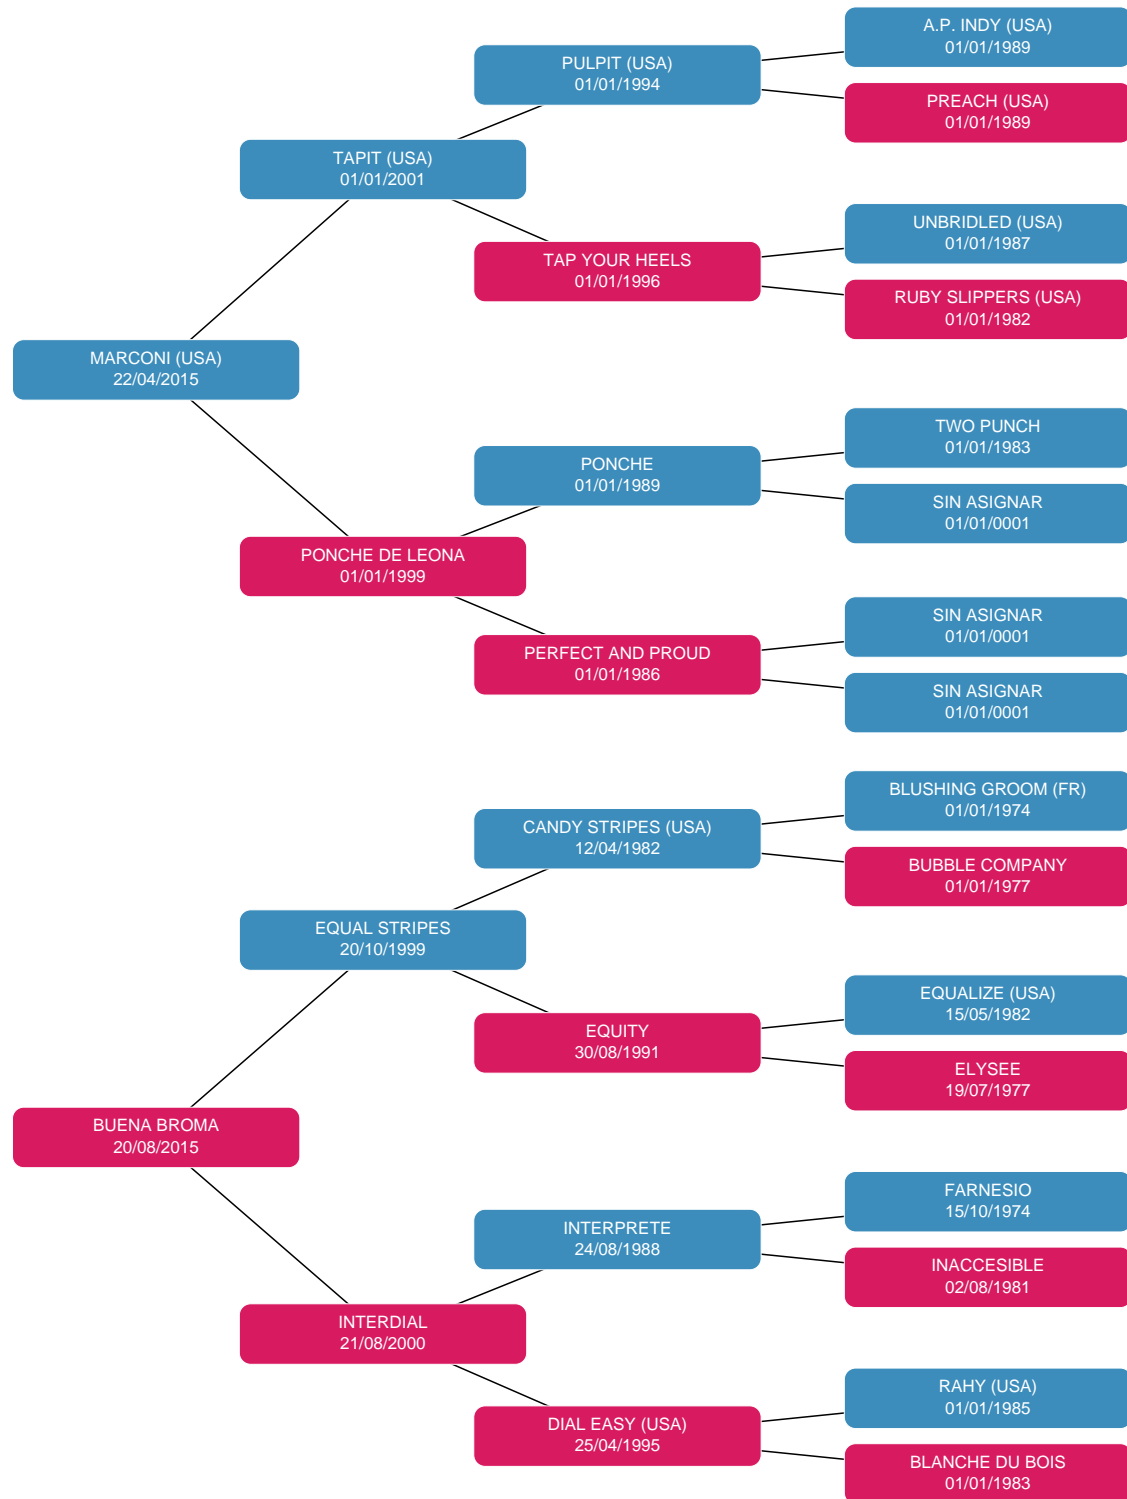 A.P. INDY (USA)
01/01/1989
PULPIT (USA)
01/01/1994
PREACH (USA)
01/01/1989
TAPIT (USA)
01/01/2001
UNBRIDLED (USA)
01/01/1987
TAP YOUR HEELS
01/01/1996
RUBY SLIPPERS (USA)
01/01/1982
MARCONI (USA)
22/04/2015
TWO PUNCH
01/01/1983
PONCHE
01/01/1989
SIN ASIGNAR
01/01/0001
PONCHE DE LEONA
01/01/1999
SIN ASIGNAR
01/01/0001
PERFECT AND PROUD
01/01/1986
SIN ASIGNAR
01/01/0001
BLUSHING GROOM (FR)
01/01/1974
CANDY STRIPES (USA)
12/04/1982
BUBBLE COMPANY
01/01/1977
EQUAL STRIPES
20/10/1999
EQUALIZE (USA)
15/05/1982
EQUITY
30/08/1991
ELYSEE
19/07/1977
BUENA BROMA
20/08/2015
FARNESIO
15/10/1974
INTERPRETE
24/08/1988
INACCESIBLE
02/08/1981
INTERDIAL
21/08/2000
RAHY (USA)
01/01/1985
DIAL EASY (USA)
25/04/1995
BLANCHE DU BOIS
01/01/1983